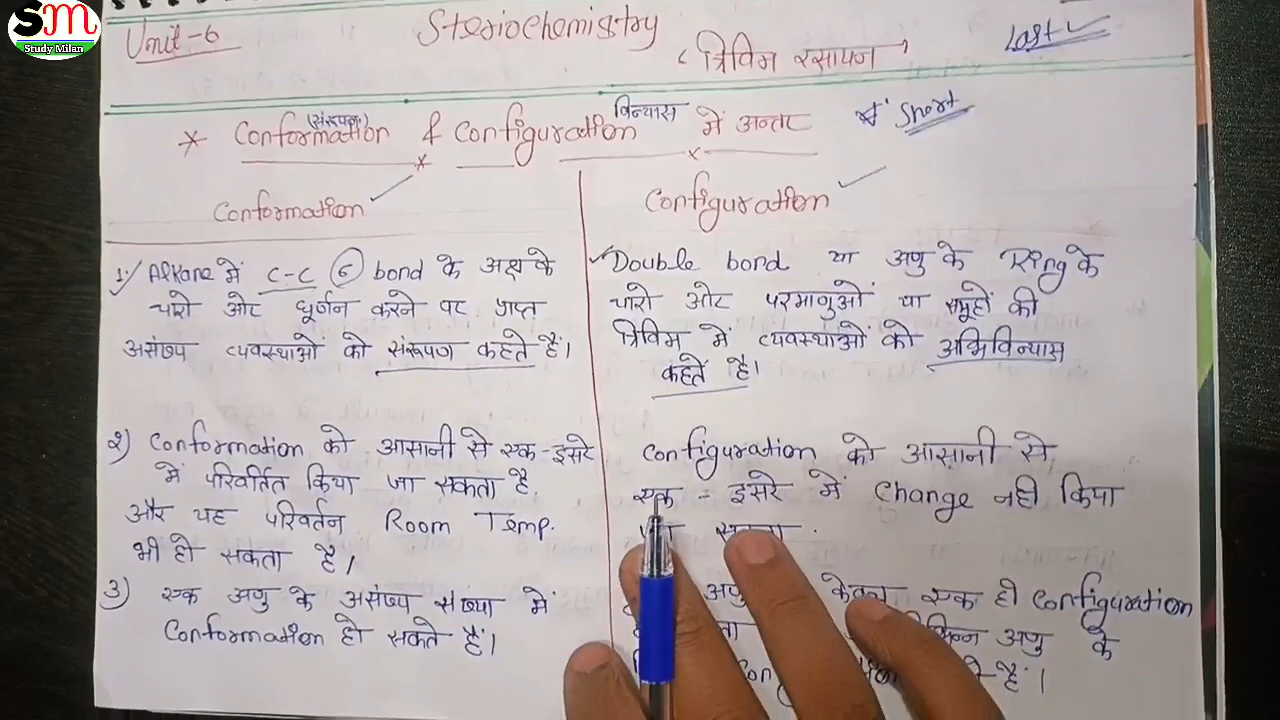 SM
Study Milan
Unit-6
Steriochemistry
(त्रिविम रसायन)
Last
* Conformation (संरूपण) & Configuration विन्यास में अन्तर
Short
Conformation
Configuration
1) Alkane में C-C σ bond के अक्ष के
चारो ओर घूर्णन करने पर प्राप्त
असंख्य व्यवस्थाओं को संरूपण कहते हैं।
Double bond या अणु के Ring के
चारो ओर परमाणुओं या समूहों की
त्रिविम में व्यवस्थाओं को अभिविन्यास
कहते है।
2) Conformation को आसानी से एक-दूसरे
में परिवर्तित किया जा सकता है
और यह परिवर्तन Room Temp.
भी हो सकता है।
Configuration को आसानी से
एक-दूसरे में Change नही किया
जा सकता.
3) एक अणु के असंख्य संख्या में
Conformation हो सकते हैं।
अणु केवल एक ही Configuration
अणु के
हैं।